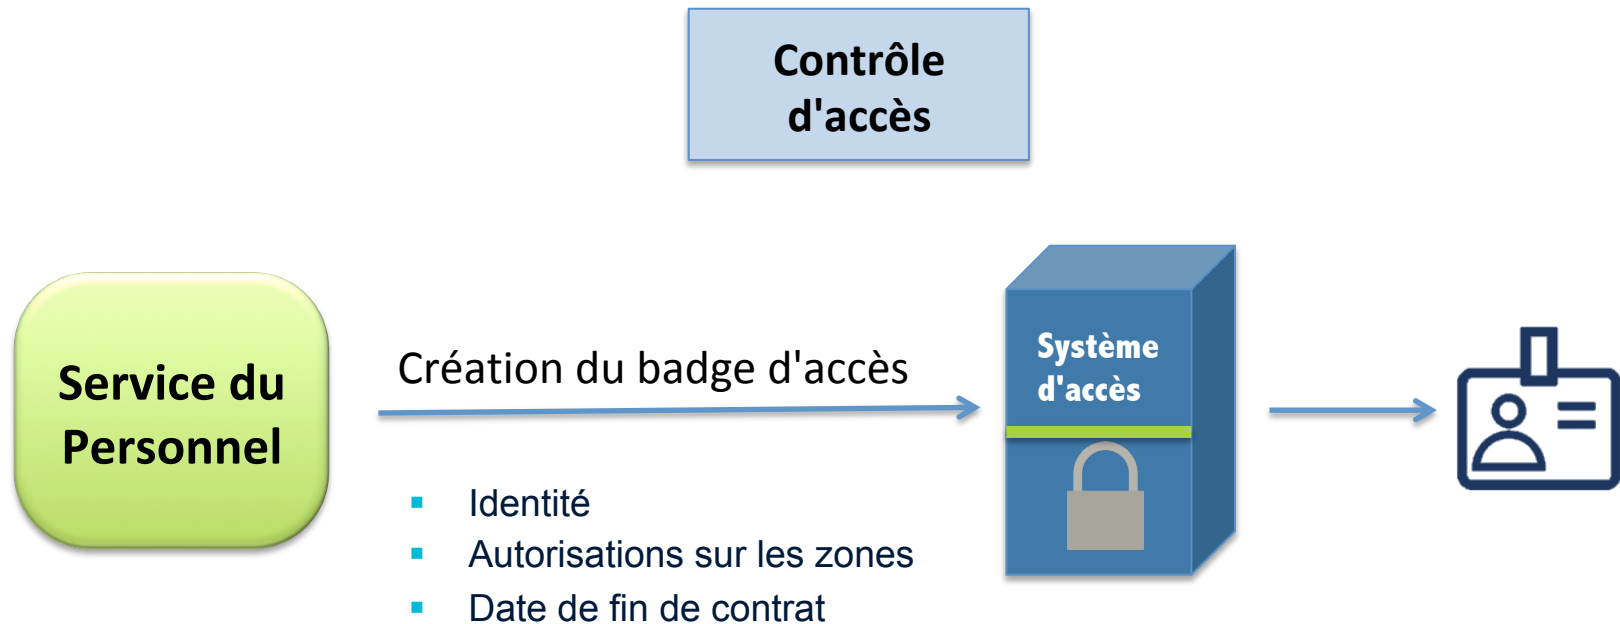 Contrôle
d'accès
Service du
Personnel
Création du badge d'accès
Identité
Autorisations sur les zones
Date de fin de contrat
Système
d'accès